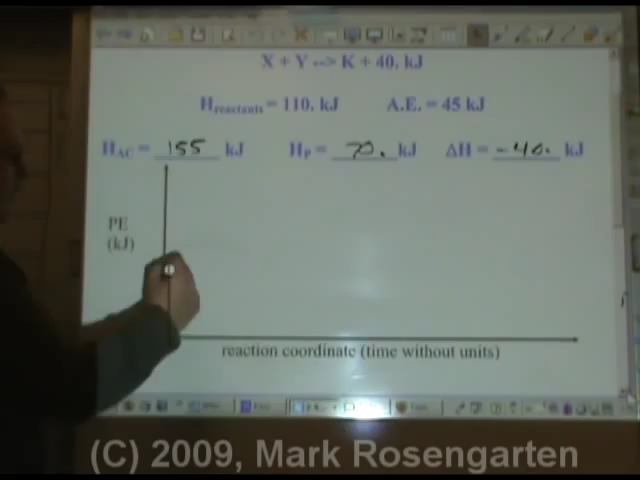 X + Y --> K + 40. kJ
Hreactants = 110. kJ A.E. = 45 kJ
HAC = 155 kJ HP = 70. kJ ΔH = -40. kJ
PE
(kJ)
reaction coordinate (time without units)
(C) 2009, Mark Rosengarten